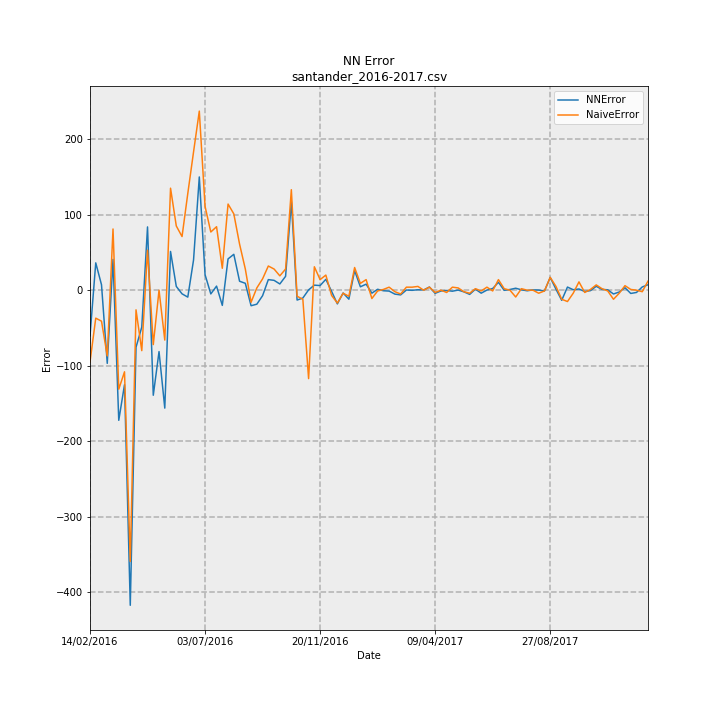 NN Error
santander_2016-2017.csv
NNError
NaiveError
200
100
0
−100
−200
−300
−400
Error
14/02/2016
03/07/2016
20/11/2016
09/04/2017
27/08/2017
Date